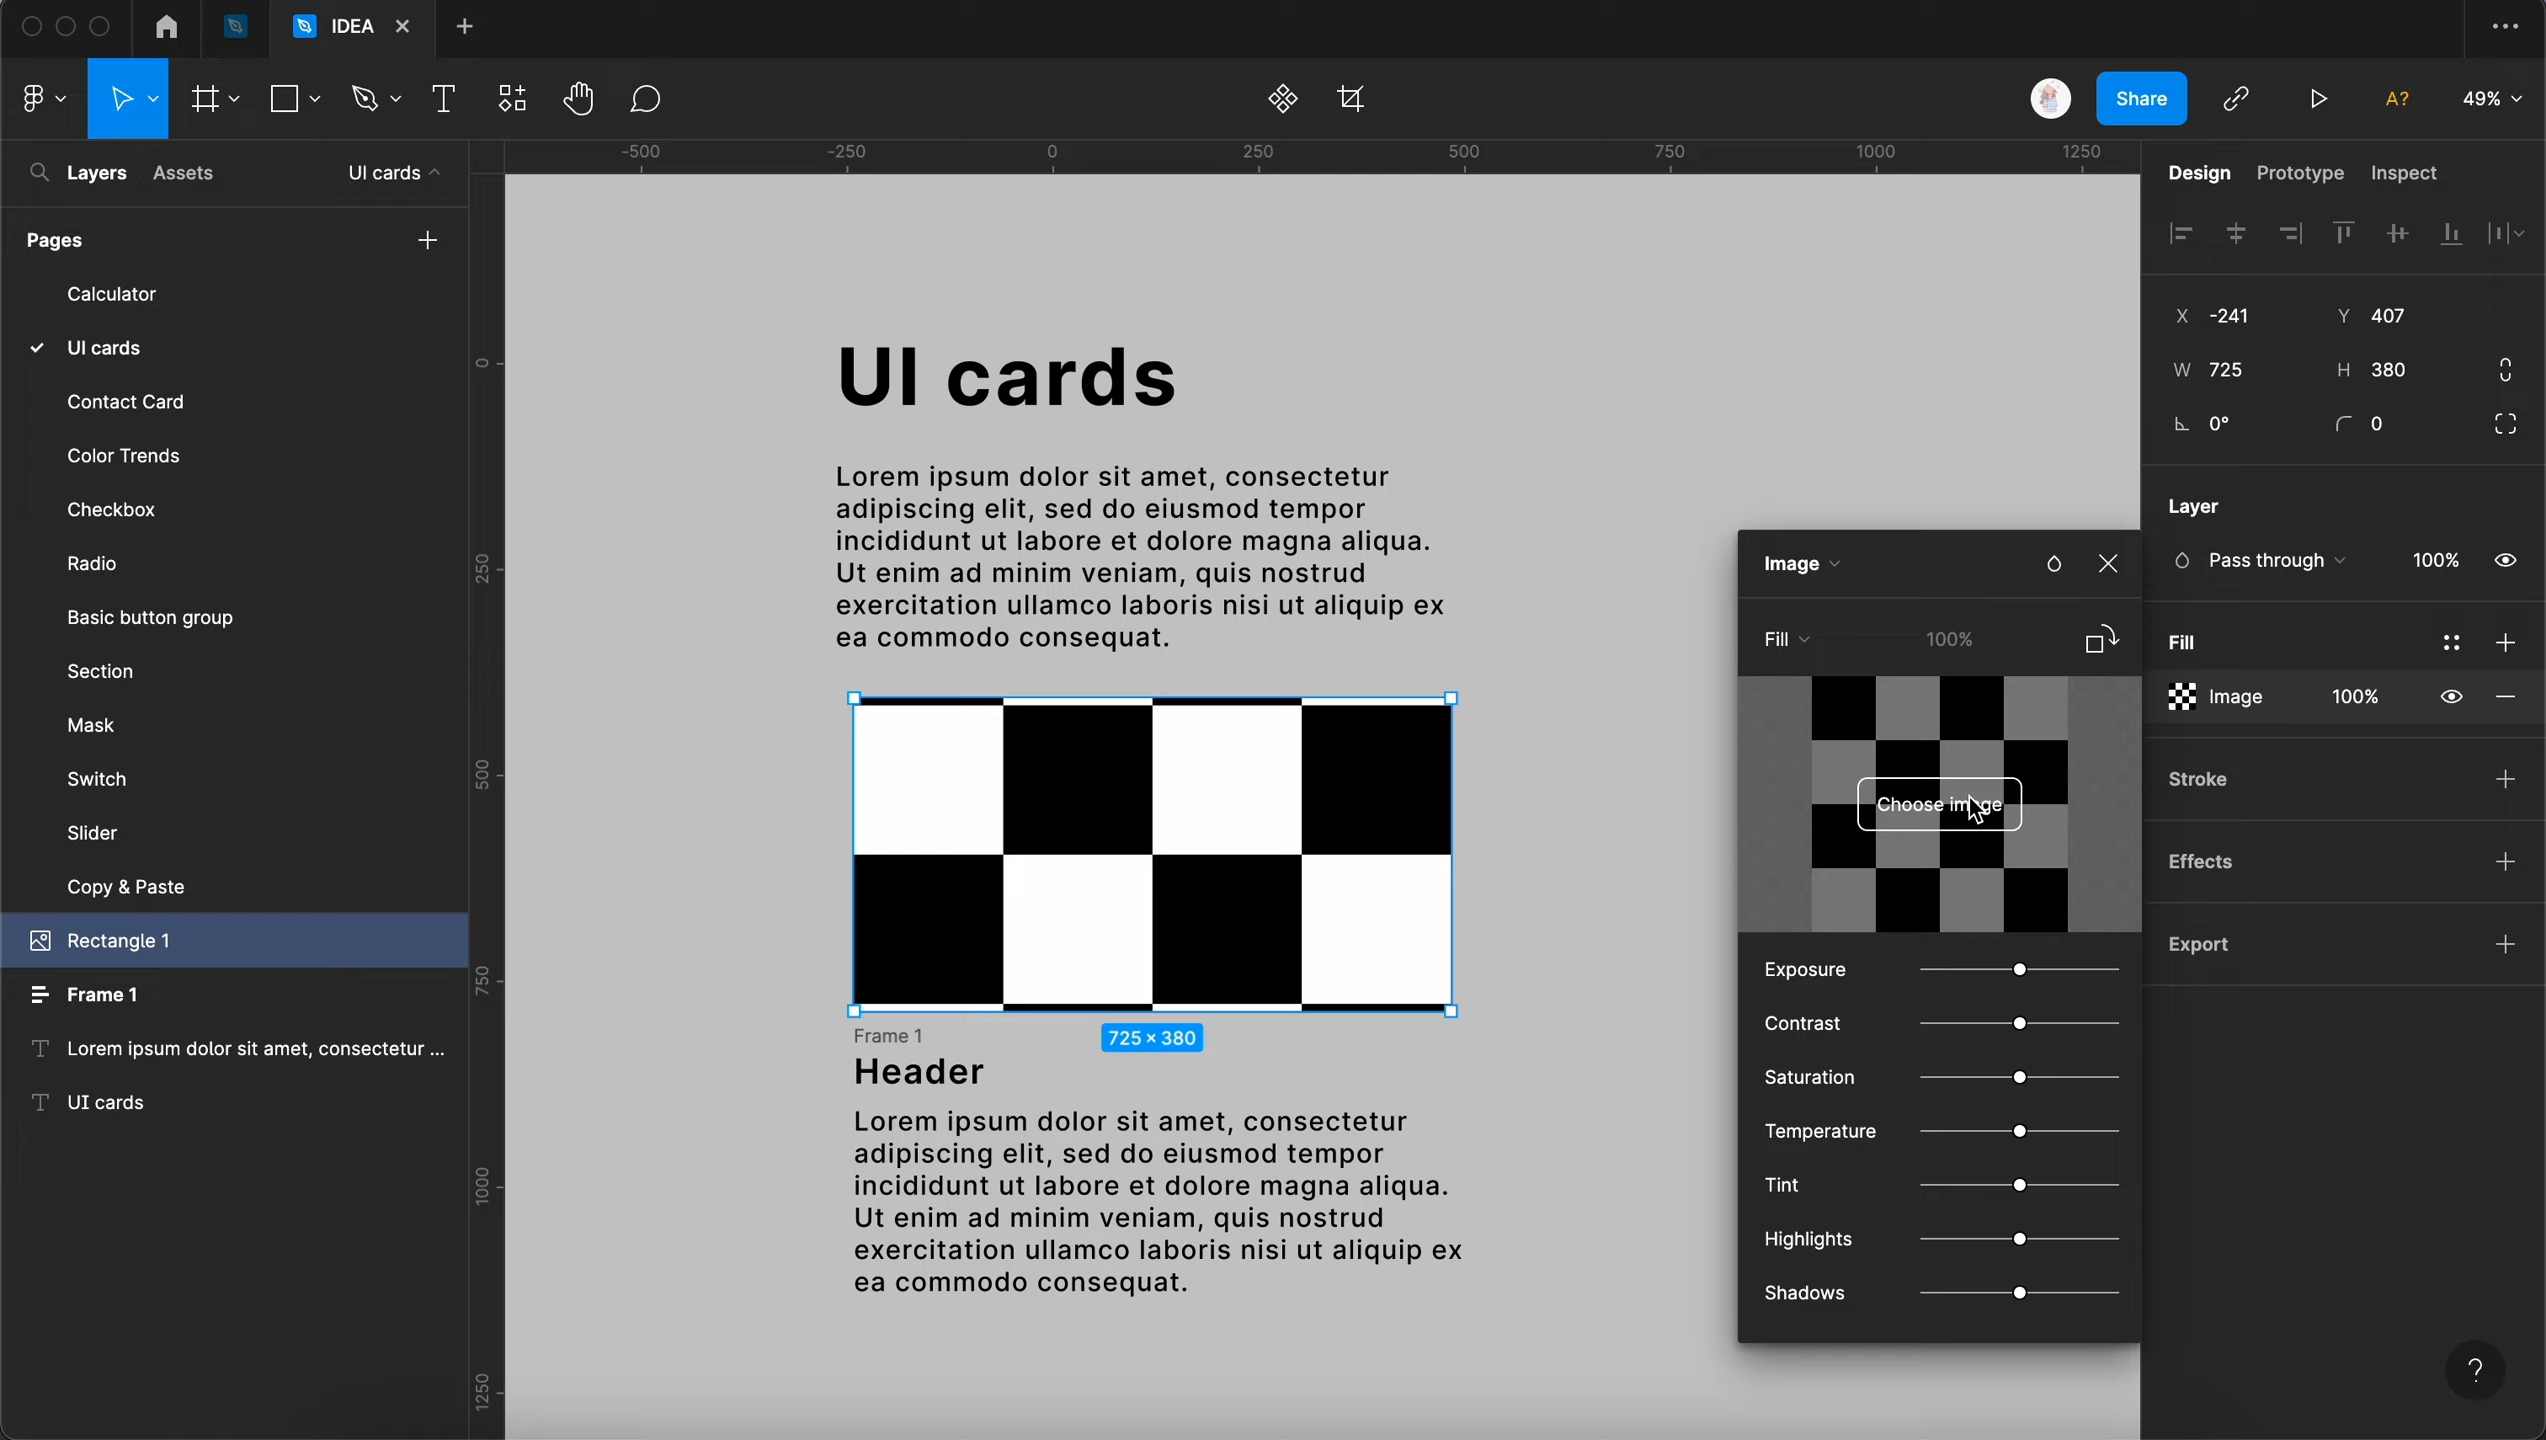 IDEA
Share
A?
49%
Layers
Assets
UI cards
Pages
Calculator
UI cards
Contact Card
Color Trends
Checkbox
Radio
Basic button group
Section
Mask
Switch
Slider
Copy & Paste
Rectangle 1
Frame 1
Lorem ipsum dolor sit amet, consectetur ...
UI cards
-500
-250
0
250
500
750
1000
1250
0
250
500
750
1000
1250
UI cards
Lorem ipsum dolor sit amet, consectetur
adipiscing elit, sed do eiusmod tempor
incididunt ut labore et dolore magna aliqua.
Ut enim ad minim veniam, quis nostrud
exercitation ullamco laboris nisi ut aliquip ex
ea commodo consequat.
Frame 1
725 × 380
Header
Lorem ipsum dolor sit amet, consectetur
adipiscing elit, sed do eiusmod tempor
incididunt ut labore et dolore magna aliqua.
Ut enim ad minim veniam, quis nostrud
exercitation ullamco laboris nisi ut aliquip ex
ea commodo consequat.
Image
Fill
100%
Choose image
Exposure
Contrast
Saturation
Temperature
Tint
Highlights
Shadows
Design
Prototype
Inspect
X -241
Y 407
W 725
H 380
0°
0
Layer
Pass through
100%
Fill
Image
100%
Stroke
Effects
Export
?